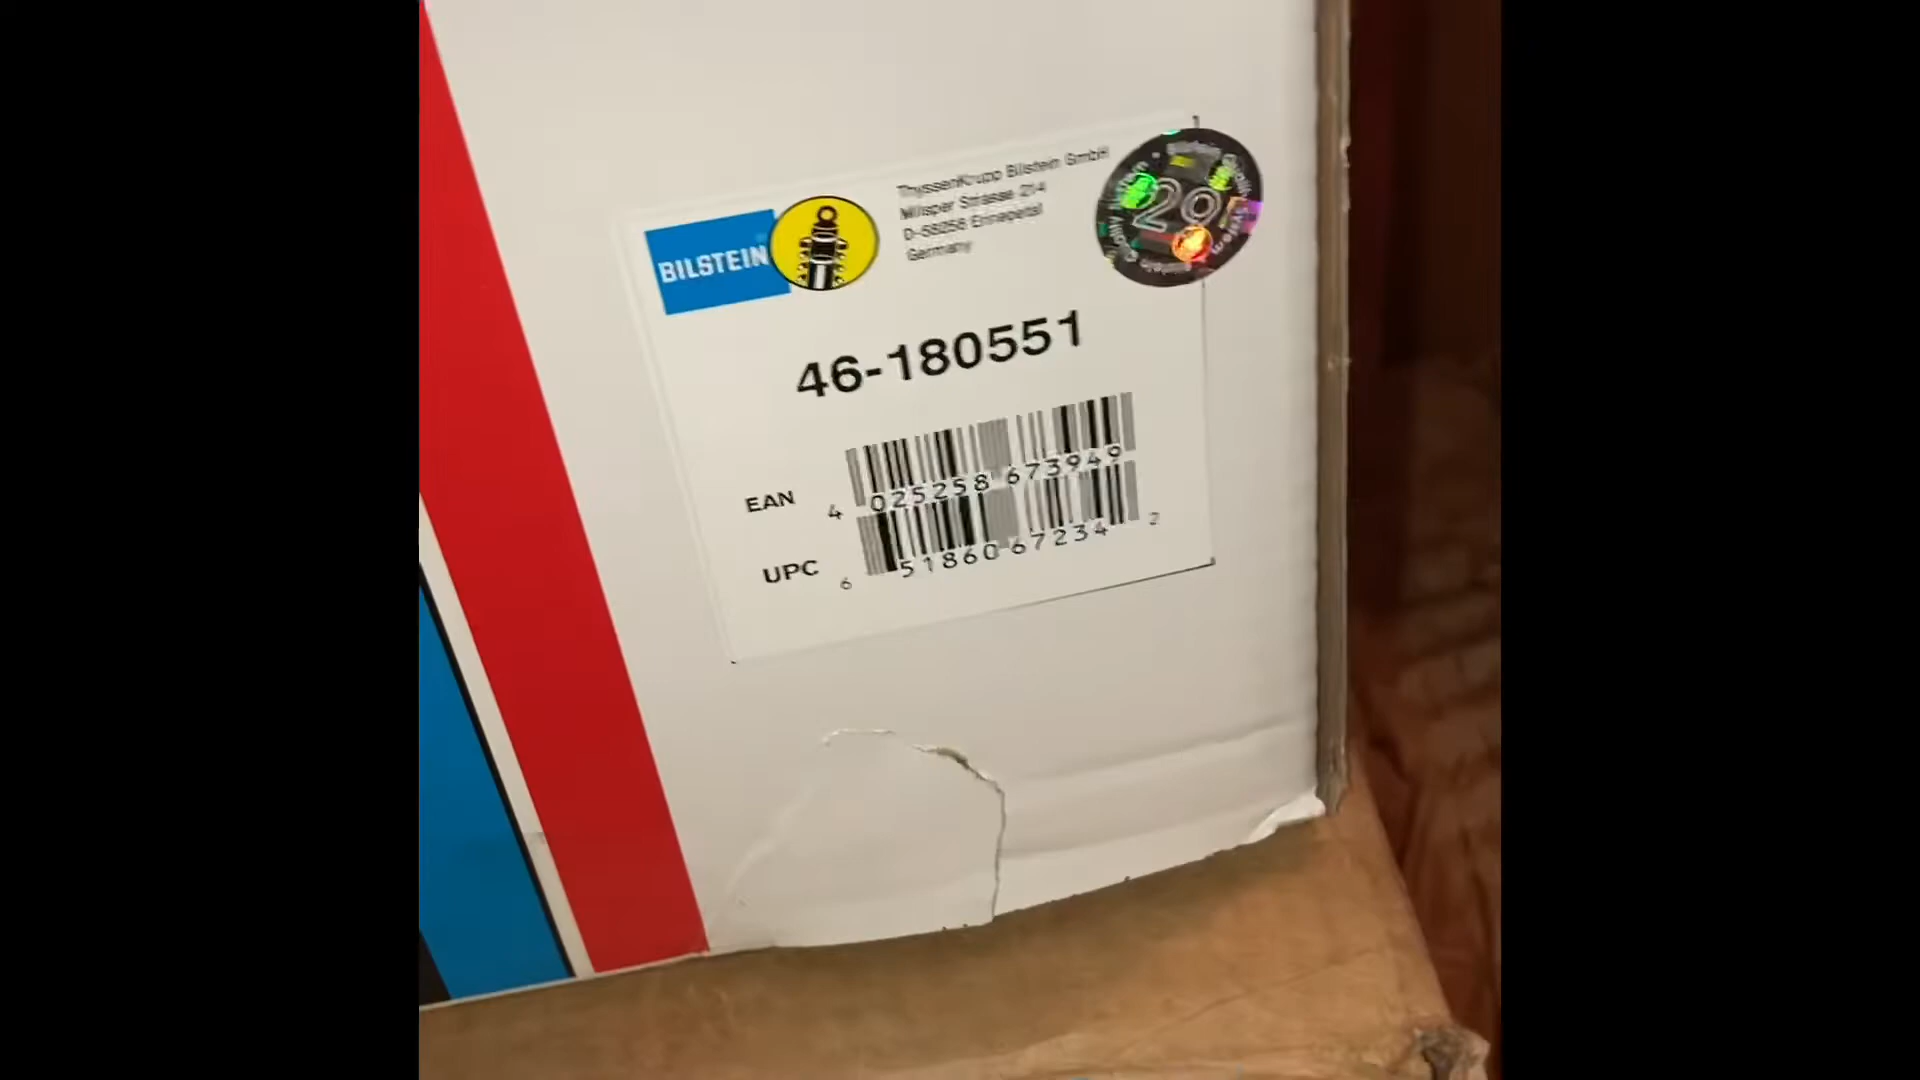 BILSTEIN
ThyssenKrupp Bilstein GmbH
Milsper Strasse 214
D-58256 Ennepetal
Germany
29
46-180551
EAN
4 025258 673949
UPC
6 51860 67234 2